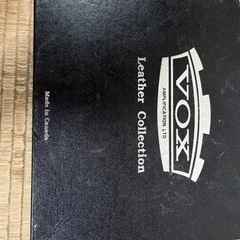 VOX
AMPLIFICATION LTD
Leather Collection
Made in Canada